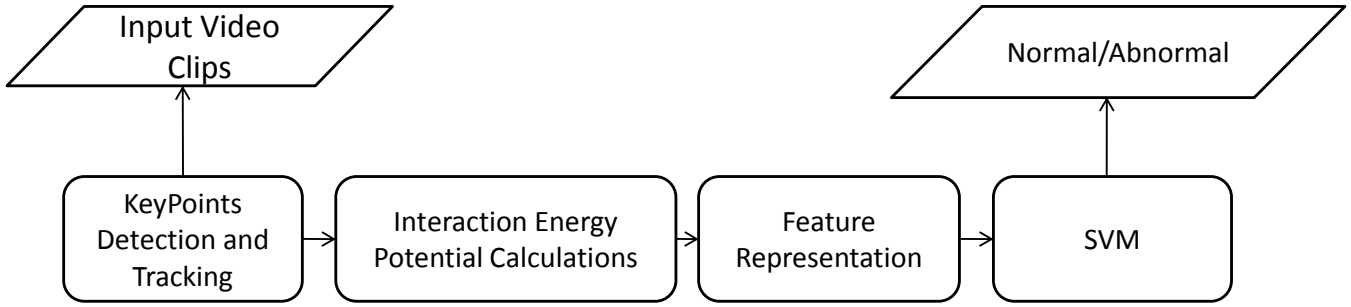 Input Video
Clips
Normal/Abnormal
KeyPoints
Detection and
Tracking
Interaction Energy
Potential Calculations
Feature
Representation
SVM